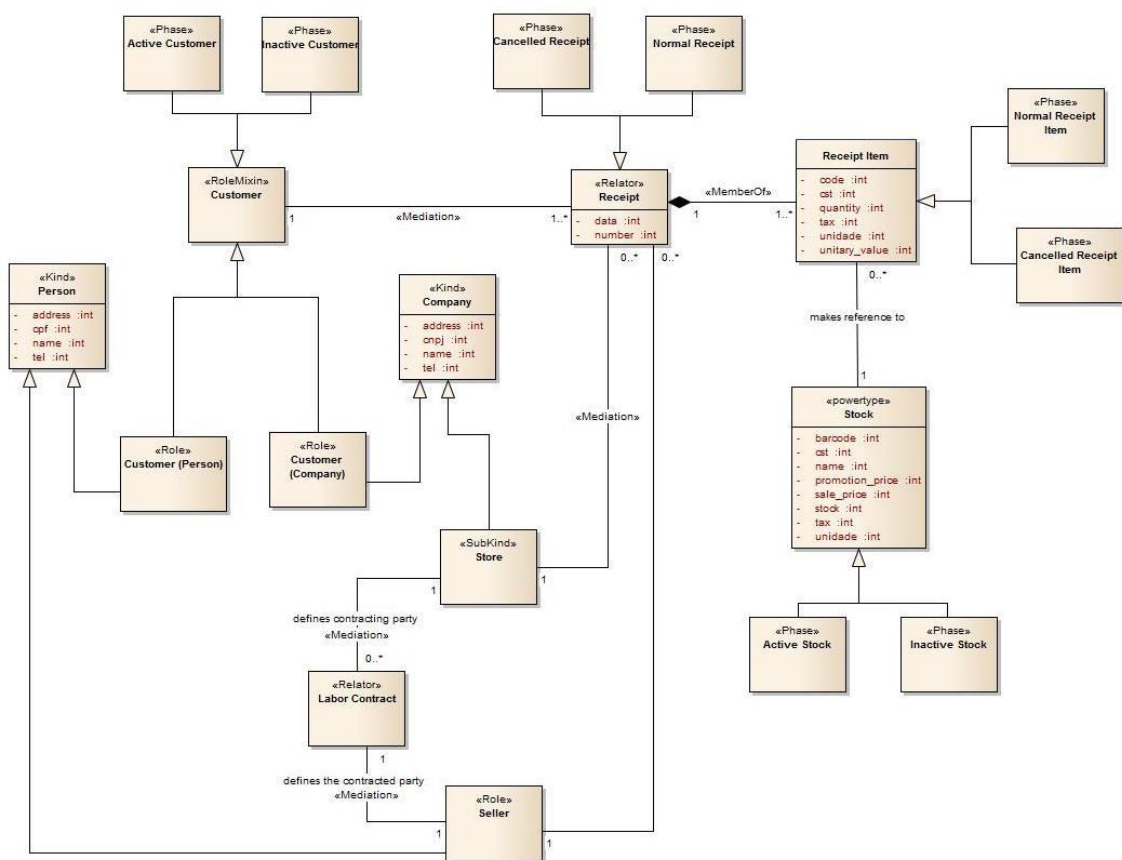 «Phase»
Active Customer
«Phase»
Inactive Customer
«Phase»
Cancelled Receipt
«Phase»
Normal Receipt
«Phase»
Normal Receipt
Item
Receipt Item
- code :int
- cst :int
- quantity :int
- tax :int
- unidade :int
- unitary_value :int
«RoleMixin»
Customer
1
«Mediation»
1..*
«Relator»
Receipt
- data :int
- number :int
«MemberOf»
1
1..*
0..*
0..*
«Phase»
Cancelled Receipt
Item
0..*
makes reference to
1
«Kind»
Person
- address :int
- cpf :int
- name :int
- tel :int
«Kind»
Company
- address :int
- cnpj :int
- name :int
- tel :int
«Mediation»
«powertype»
Stock
- barcode :int
- cst :int
- name :int
- promotion_price :int
- sale_price :int
- stock :int
- tax :int
- unidade :int
«Role»
Customer (Person)
«Role»
Customer
(Company)
«SubKind»
Store
1
1
defines contracting party
«Mediation»
0..*
«Phase»
Active Stock
«Phase»
Inactive Stock
«Relator»
Labor Contract
1
defines the contracted party
«Mediation»
1
«Role»
Seller
1